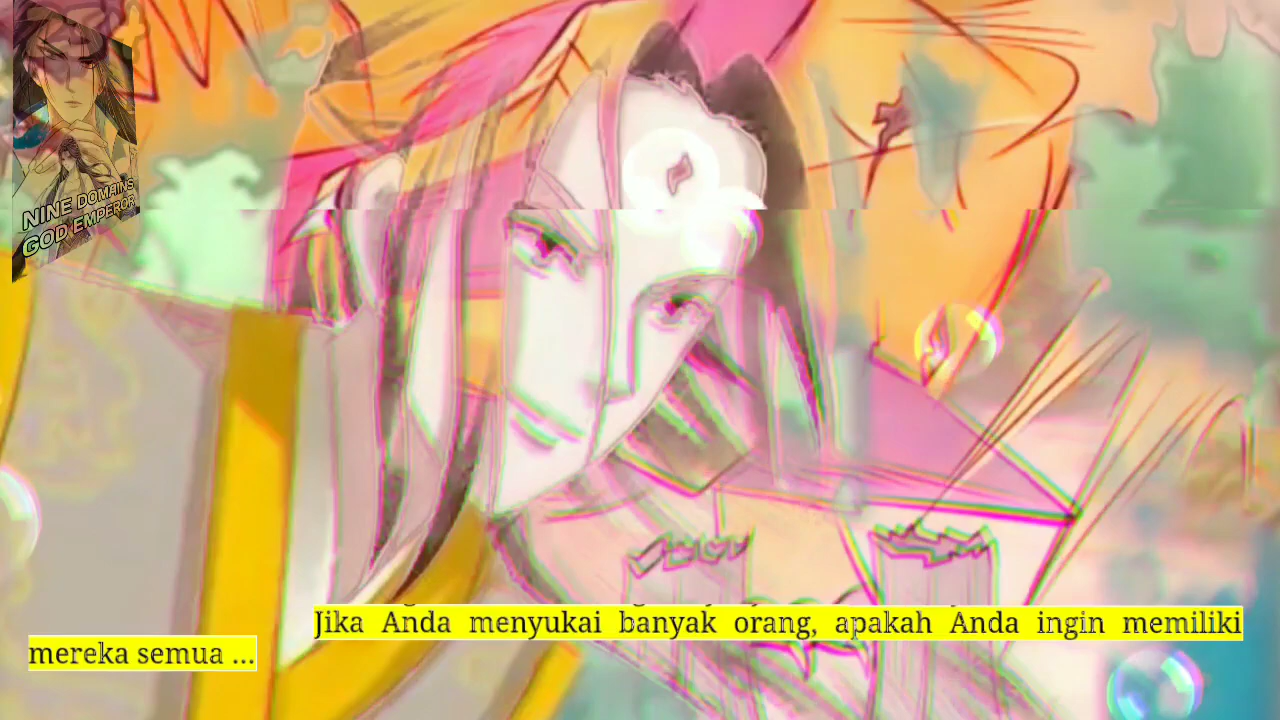 NINE DOMAINS
GOD EMPEROR
Jika Anda menyukai banyak orang, apakah Anda ingin memiliki
mereka semua ...